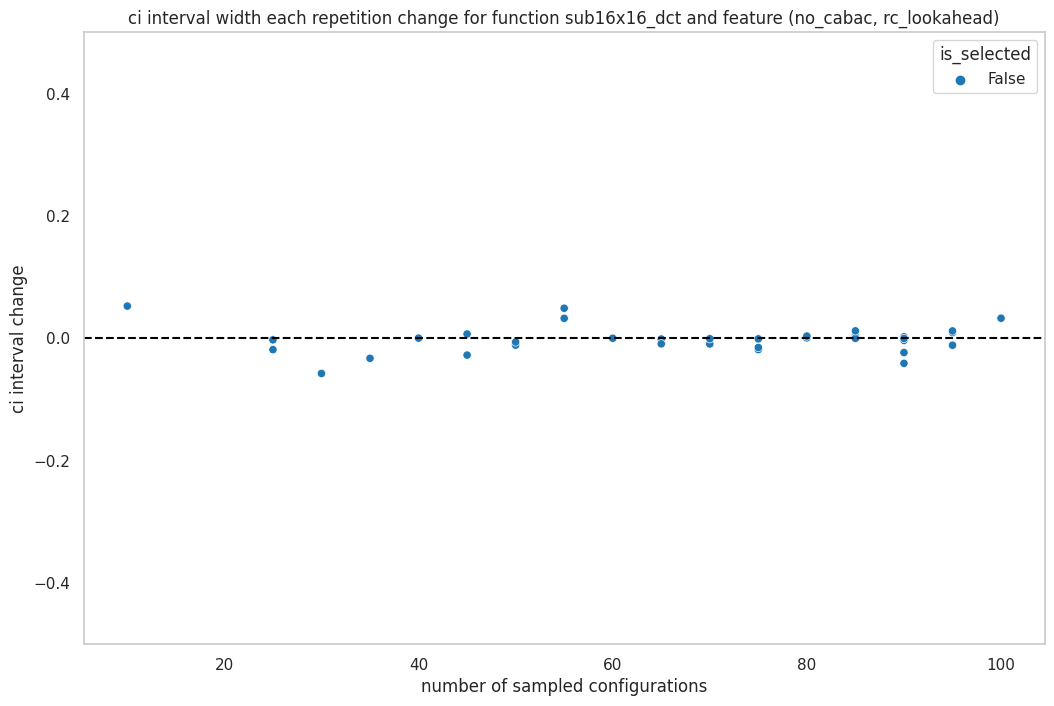 ci interval width each repetition change for function sub16x16_dct and feature (no_cabac, rc_lookahead)
is_selected
False
0.4
0.2
0.0
−0.2
−0.4
ci interval change
20 40 60 80 100
number of sampled configurations